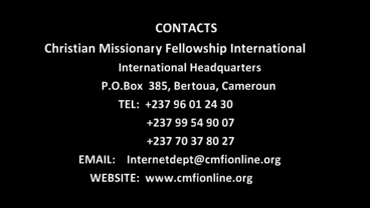 CONTACTS
Christian Missionary Fellowship International
International Headquarters
P.O.Box 385, Bertoua, Cameroun
TEL: +237 96 01 24 30
+237 99 54 90 07
+237 70 37 80 27
EMAIL: Internetdept@cmfionline.org
WEBSITE: www.cmfionline.org